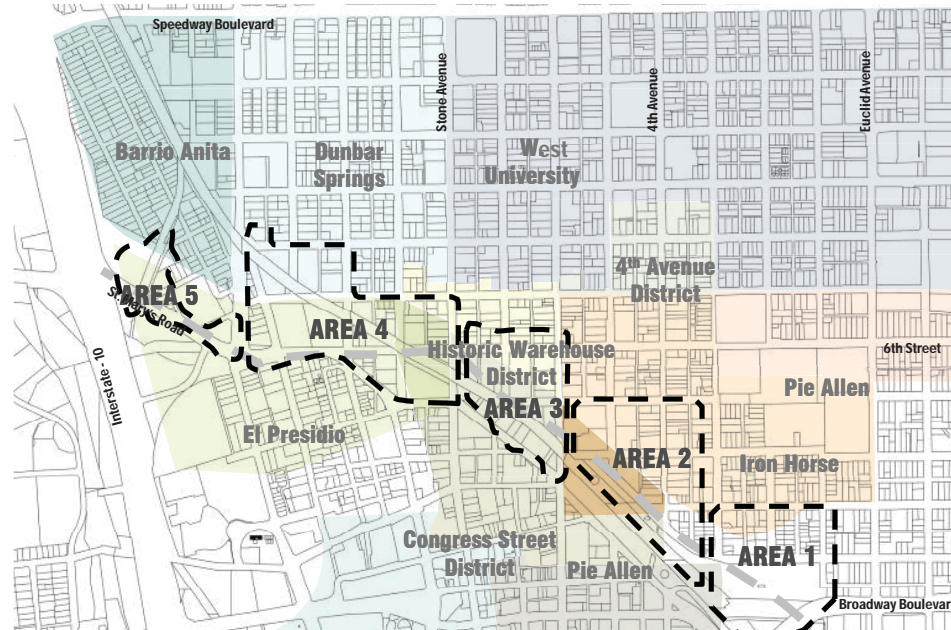 Speedway Boulevard
Stone Avenue
4th Avenue
Euclid Avenue
Barrio Anita
Dunbar
Springs
West
University
4th Avenue
District
AREA 5
St. Mary's Road
AREA 4
Historic Warehouse
District
6th Street
Interstate - 10
Pie Allen
AREA 3
El Presidio
AREA 2
Iron Horse
Congress Street
District
Pie Allen
AREA 1
Broadway Boulevar